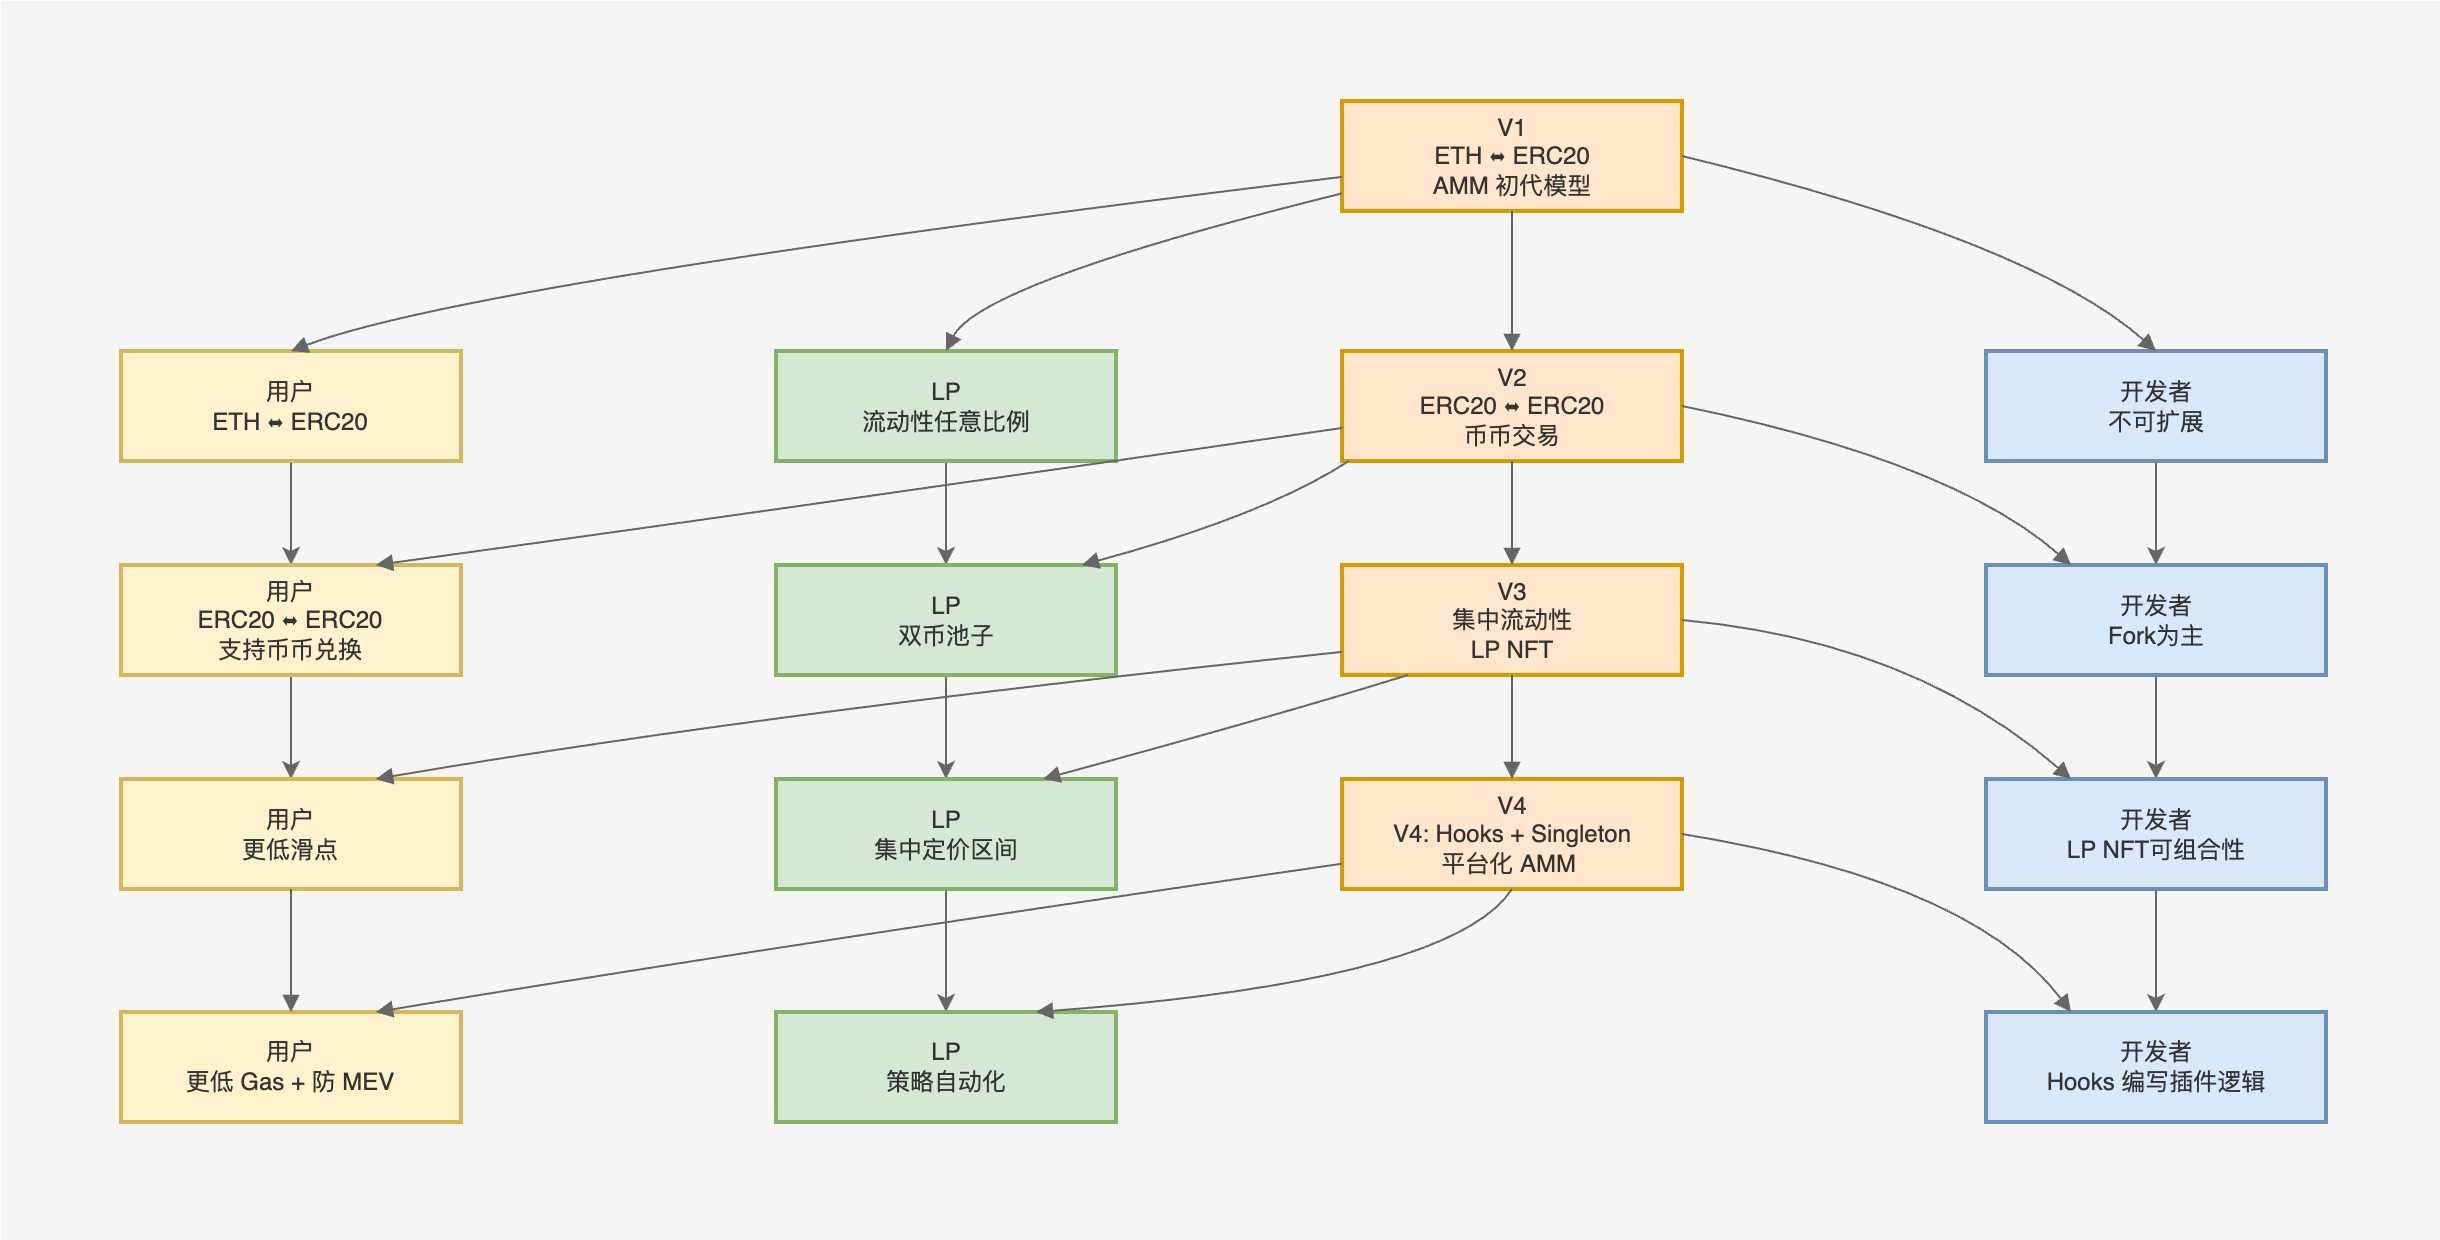 V1
ETH ⬌ ERC20
AMM 初代模型
用户
ETH ⬌ ERC20
LP
流动性任意比例
V2
ERC20 ⬌ ERC20
币币交易
开发者
不可扩展
用户
ERC20 ⬌ ERC20
支持币币兑换
LP
双币池子
V3
集中流动性
LP NFT
开发者
Fork为主
用户
更低滑点
LP
集中定价区间
V4
V4: Hooks + Singleton
平台化 AMM
开发者
LP NFT可组合性
用户
更低 Gas + 防 MEV
LP
策略自动化
开发者
Hooks 编写插件逻辑